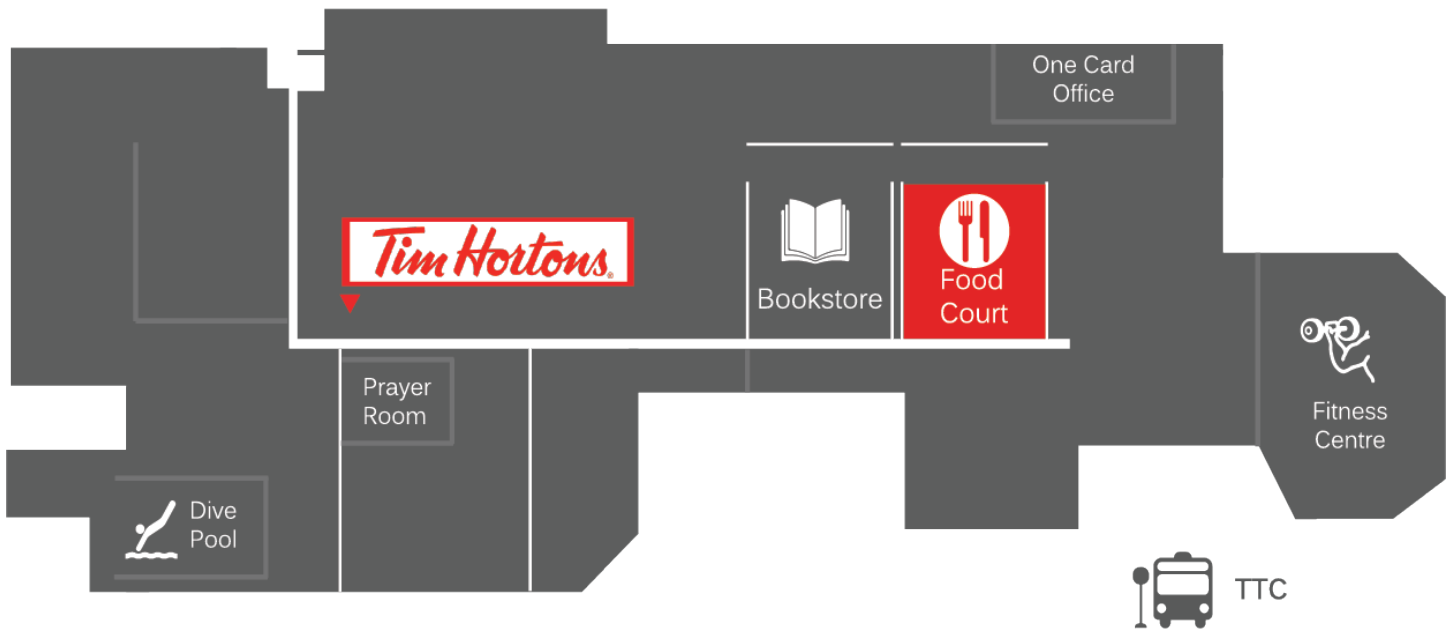 One Card
Office
Tim Hortons®
Bookstore
Food
Court
Prayer
Room
Fitness
Centre
Dive
Pool
TTC